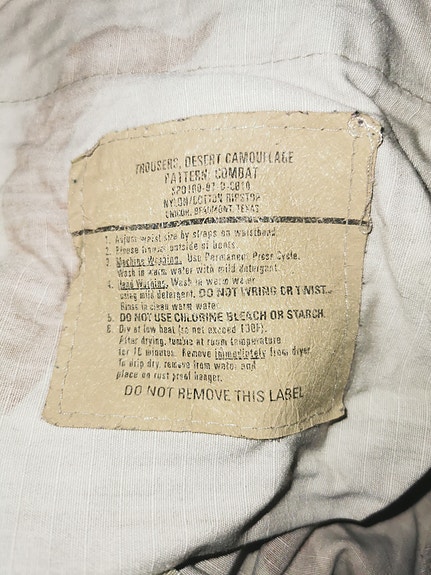 TROUSERS, DESERT CAMOUFLAGE
PATTERN: COMBAT
NYLON/COTTON RIPSTOP
UNICOR, BEAUMONT, TEXAS
1. Adjust waist size by straps on waistband.
2. Blouse trousers outside of boots.
3. Machine Washing. Use Permanent Press Cycle.
Wash in warm water with mild detergent.
4. Hand Washing. Wash in warm water
using mild detergent. DO NOT WRING OR TWIST.
Rinse in clean warm water.
5. DO NOT USE CHLORINE BLEACH OR STARCH.
6. Dry at low heat (to not exceed 130F).
After drying, tumble at room temperature
for 10 minutes. Remove immediately from dryer.
To drip dry, remove from water and
place on rust proof hanger.
DO NOT REMOVE THIS LABEL